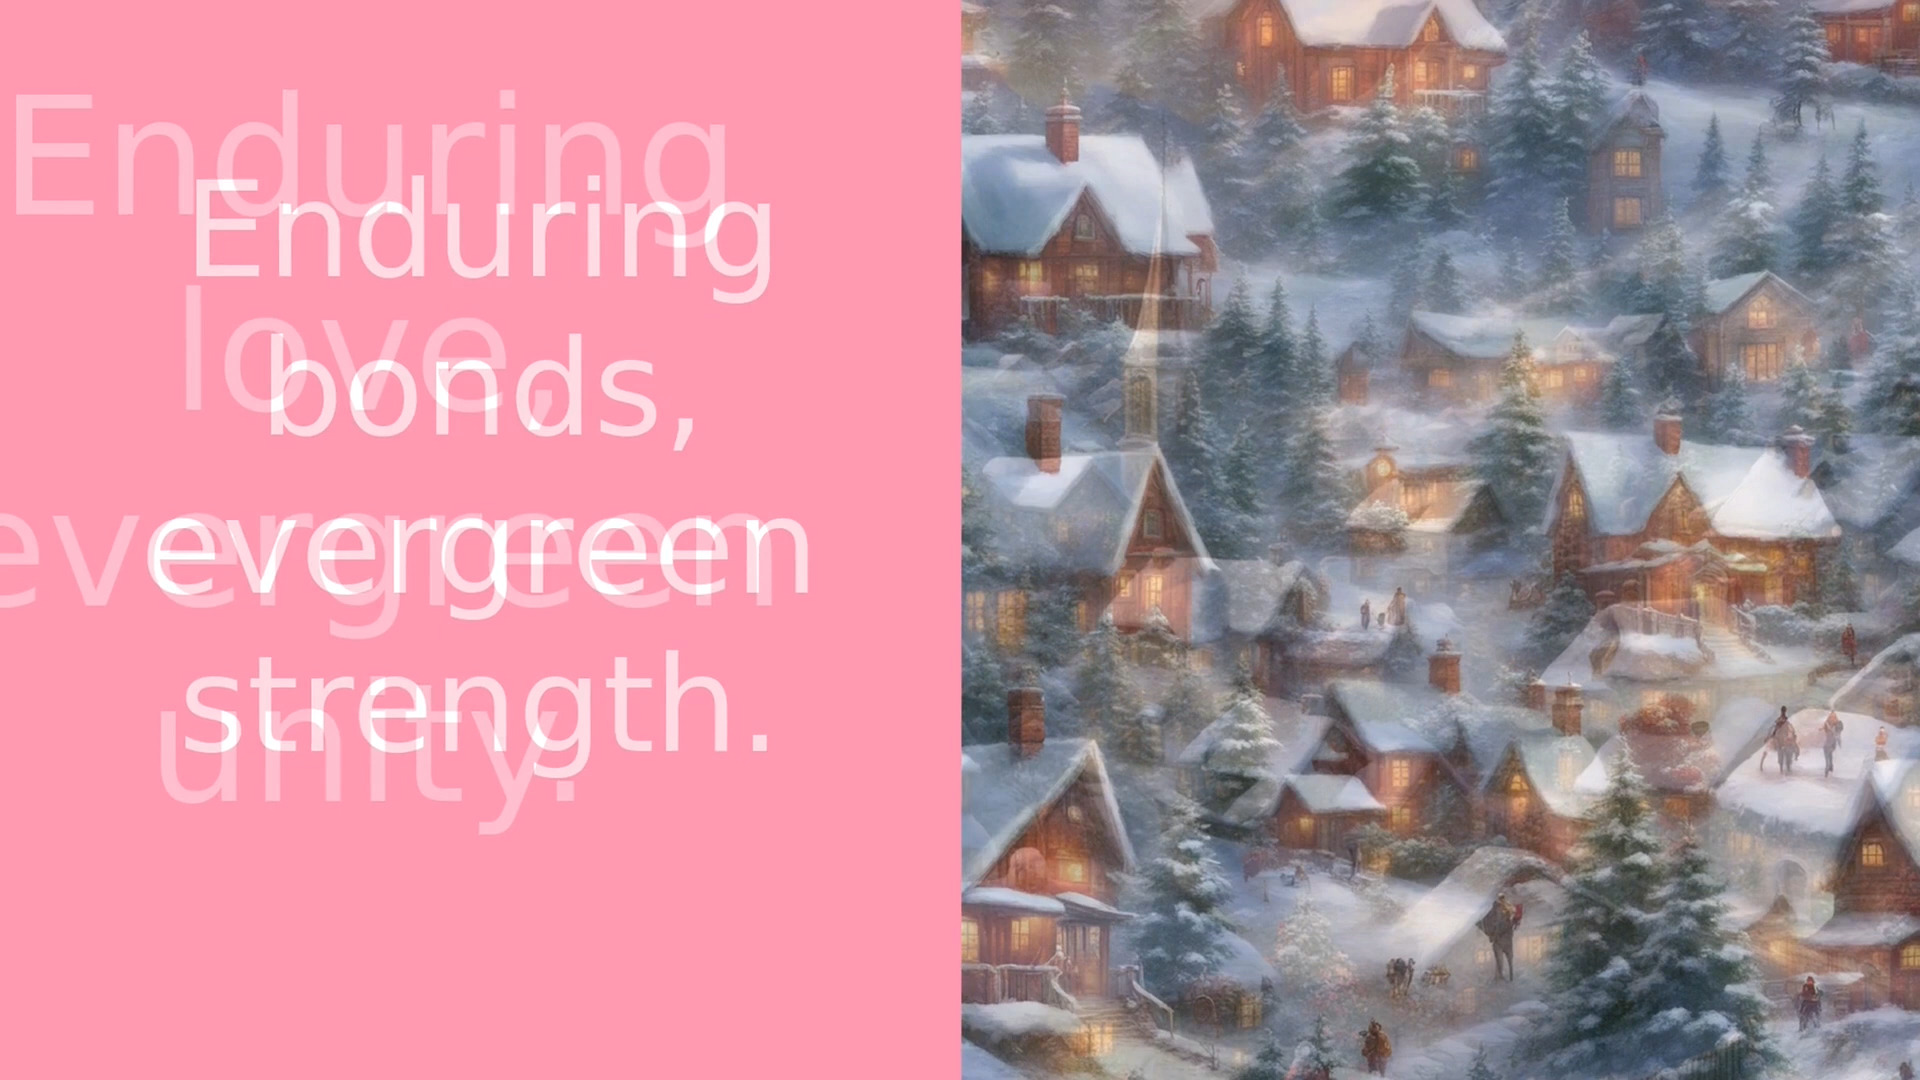 Enduring
love,
evergreen
unity.
Enduring
bonds,
evergreen
strength.